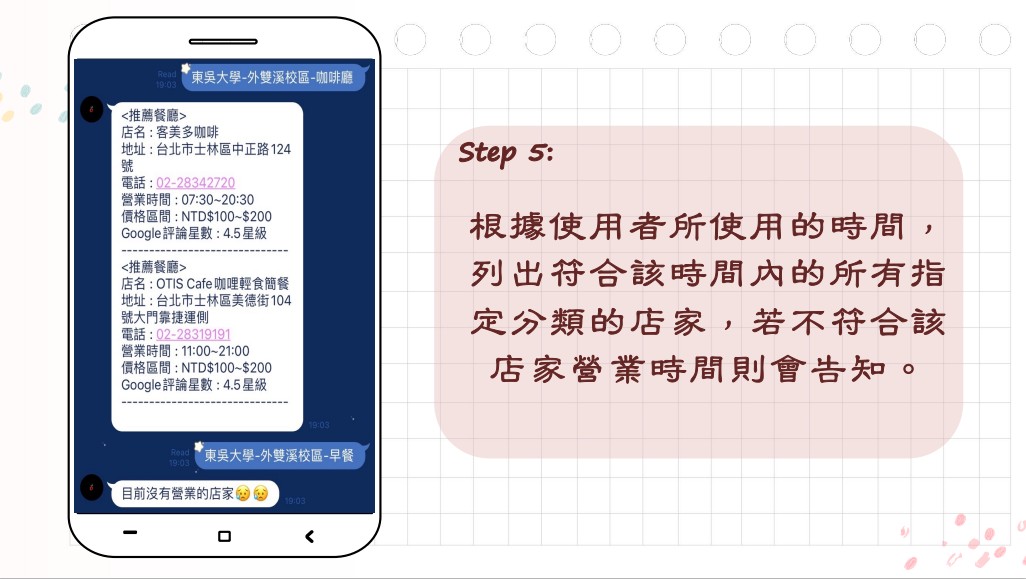 Read
19:03
東吳大學-外雙溪校區-咖啡廳
<推薦餐廳>
店名 : 客美多咖啡
地址 : 台北市士林區中正路124
號
電話 : 02-28342720
營業時間 : 07:30~20:30
價格區間 : NTD$100~$200
Google評論星數 : 4.5星級
------------------------------
<推薦餐廳>
店名 : OTIS Cafe咖哩輕食簡餐
地址 : 台北市士林區美德街104
號大門靠捷運側
電話 : 02-28319191
營業時間 : 11:00~21:00
價格區間 : NTD$100~$200
Google評論星數 : 4.5星級
------------------------------
19:03
Read
19:03
東吳大學-外雙溪校區-早餐
目前沒有營業的店家😥😥
19:03
Step 5:
根據使用者所使用的時間，
列出符合該時間內的所有指
定分類的店家，若不符合該
店家營業時間則會告知。